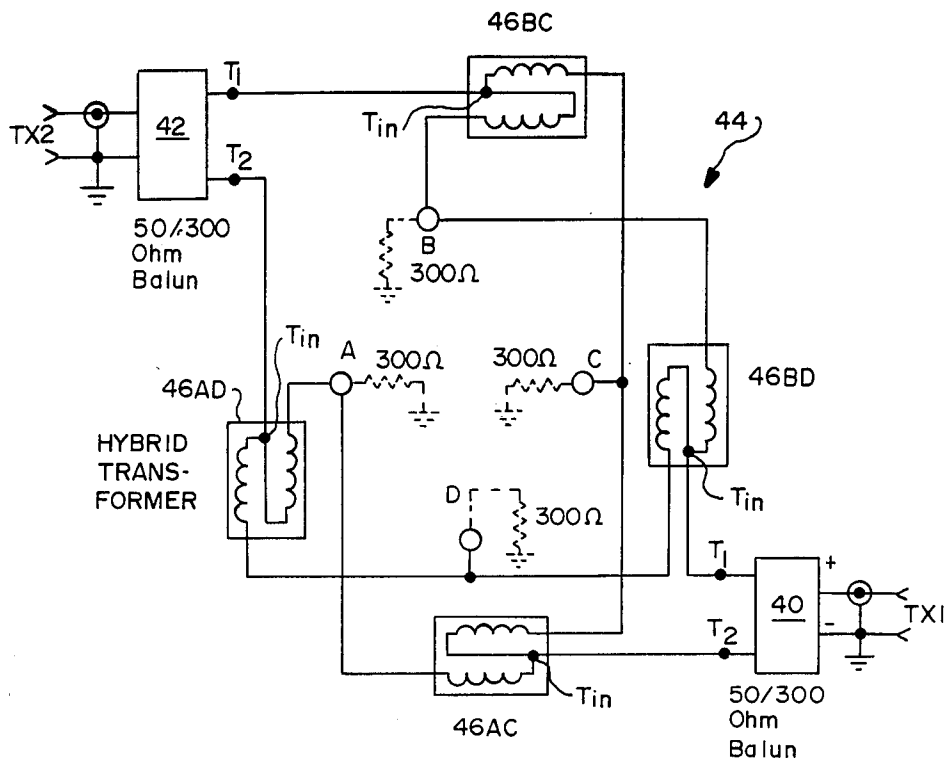 46BC
T1
Tin
44
TX2
42
T2
50/300
Ohm
Balun
B
300Ω
Tin
A
300Ω
300Ω
C
46AD
46BD
HYBRID
TRANS-
FORMER
D
300Ω
Tin
T1
+
40
TX1
T2
-
Tin
46AC
50/300
Ohm
Balun